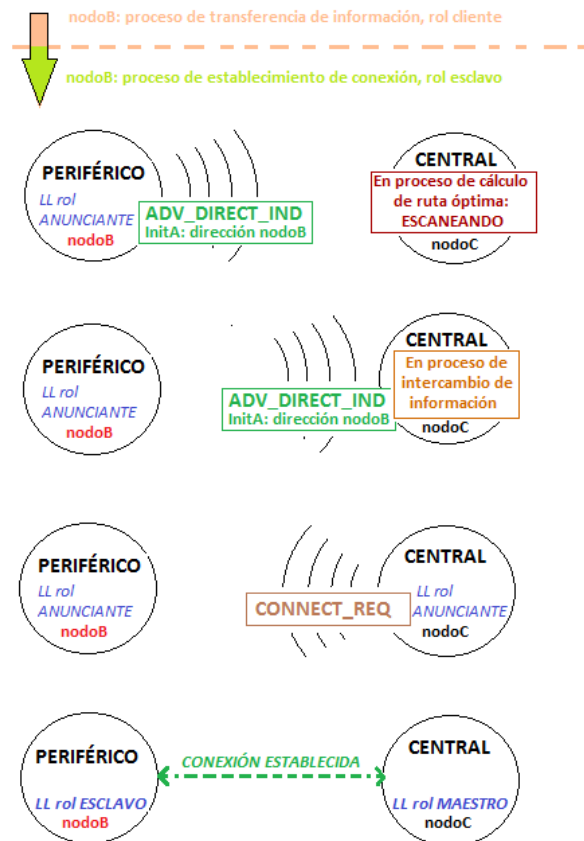 nodoB: proceso de transferencia de información, rol cliente
nodoB: proceso de establecimiento de conexión, rol esclavo
PERIFÉRICO
LL rol
ANUNCIANTE
nodoB
ADV_DIRECT_IND
InitA: dirección nodoB
CENTRAL
En proceso de cálculo
de ruta óptima:
ESCANEANDO
nodoC
PERIFÉRICO
LL rol
ANUNCIANTE
nodoB
ADV_DIRECT_IND
InitA: dirección nodoB
CENTRAL
En proceso de
intercambio de
información
nodoC
PERIFÉRICO
LL rol
ANUNCIANTE
nodoB
CONNECT_REQ
CENTRAL
LL rol
ANUNCIANTE
nodoC
PERIFÉRICO
LL rol ESCLAVO
nodoB
CONEXIÓN ESTABLECIDA
CENTRAL
LL rol MAESTRO
nodoC